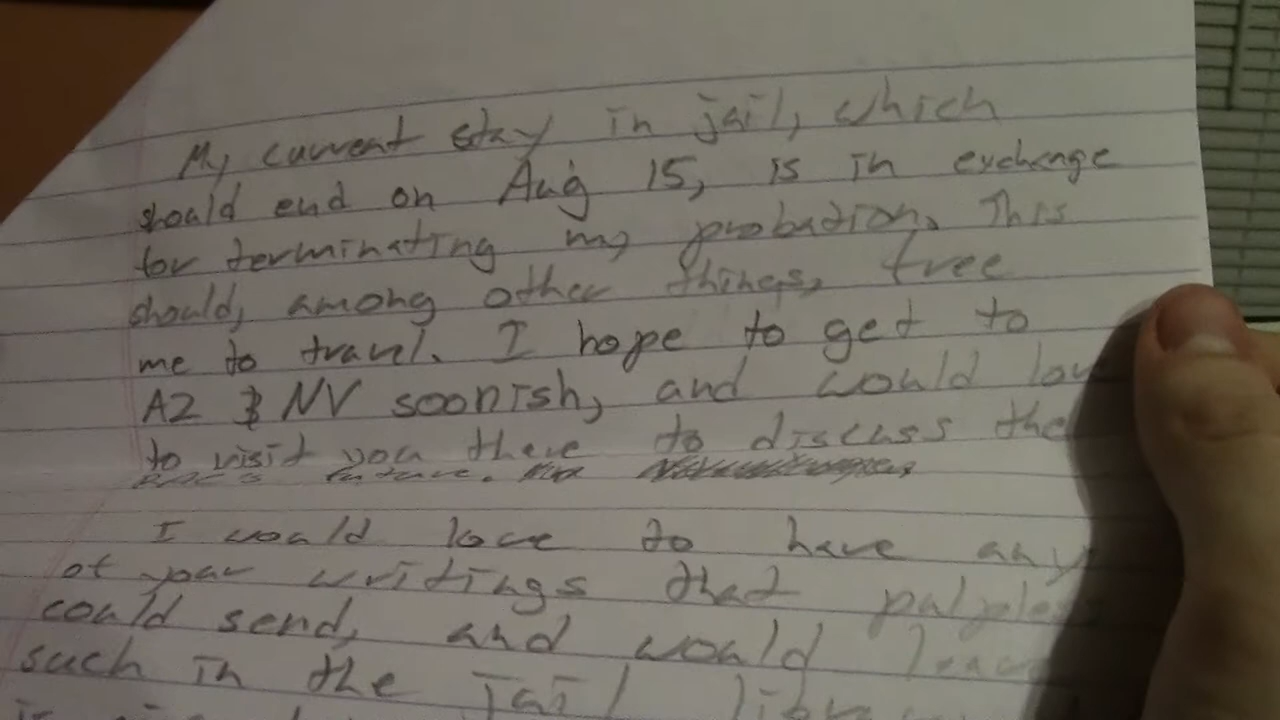 My current stay in jail, which
should end on Aug 15, is in exchange
for terminating my probation. This
should, among other things, free
me to travel. I hope to get to
AZ & NV soonish, and would lov
to visit you there to discuss the
future.
I would love to have any
of your writings that
could send, and would
such in the jail